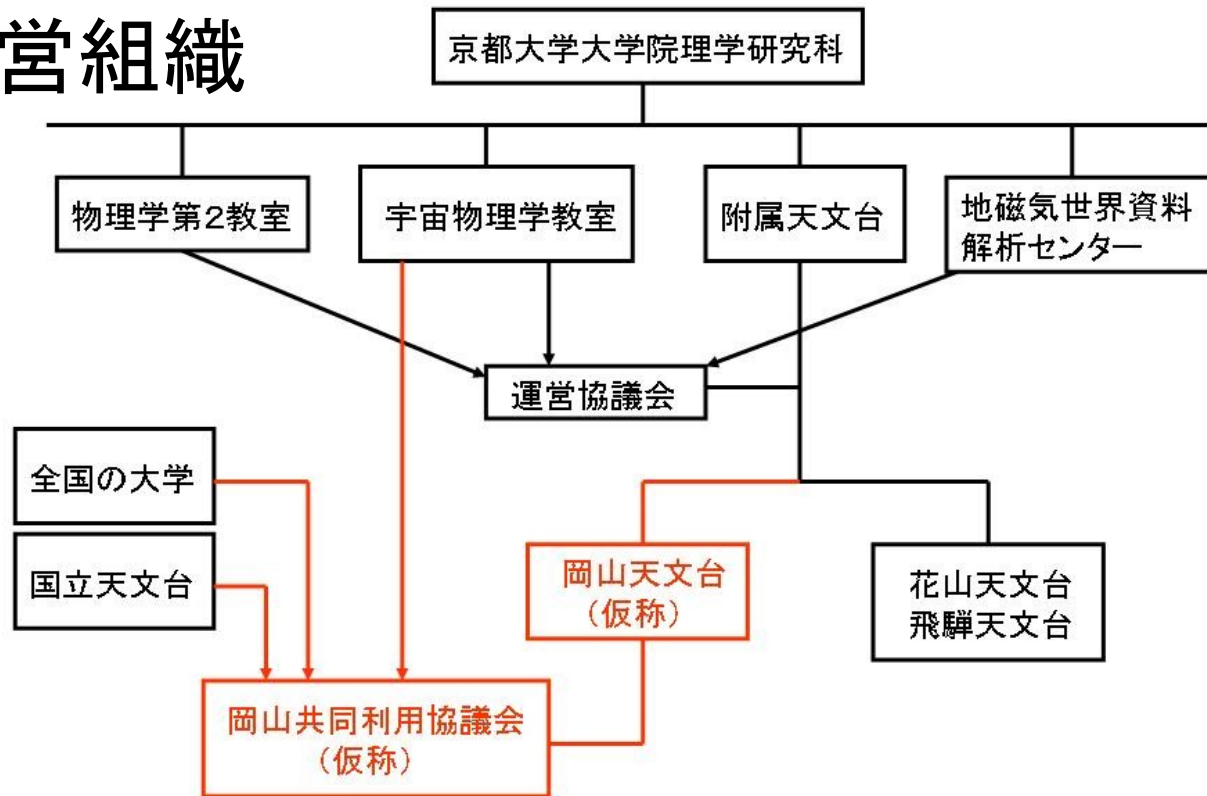 営組織
京都大学大学院理学研究科
物理学第2教室
宇宙物理学教室
附属天文台
地磁気世界資料
解析センター
運営協議会
全国の大学
国立天文台
岡山天文台
(仮称)
花山天文台
飛騨天文台
岡山共同利用協議会
(仮称)